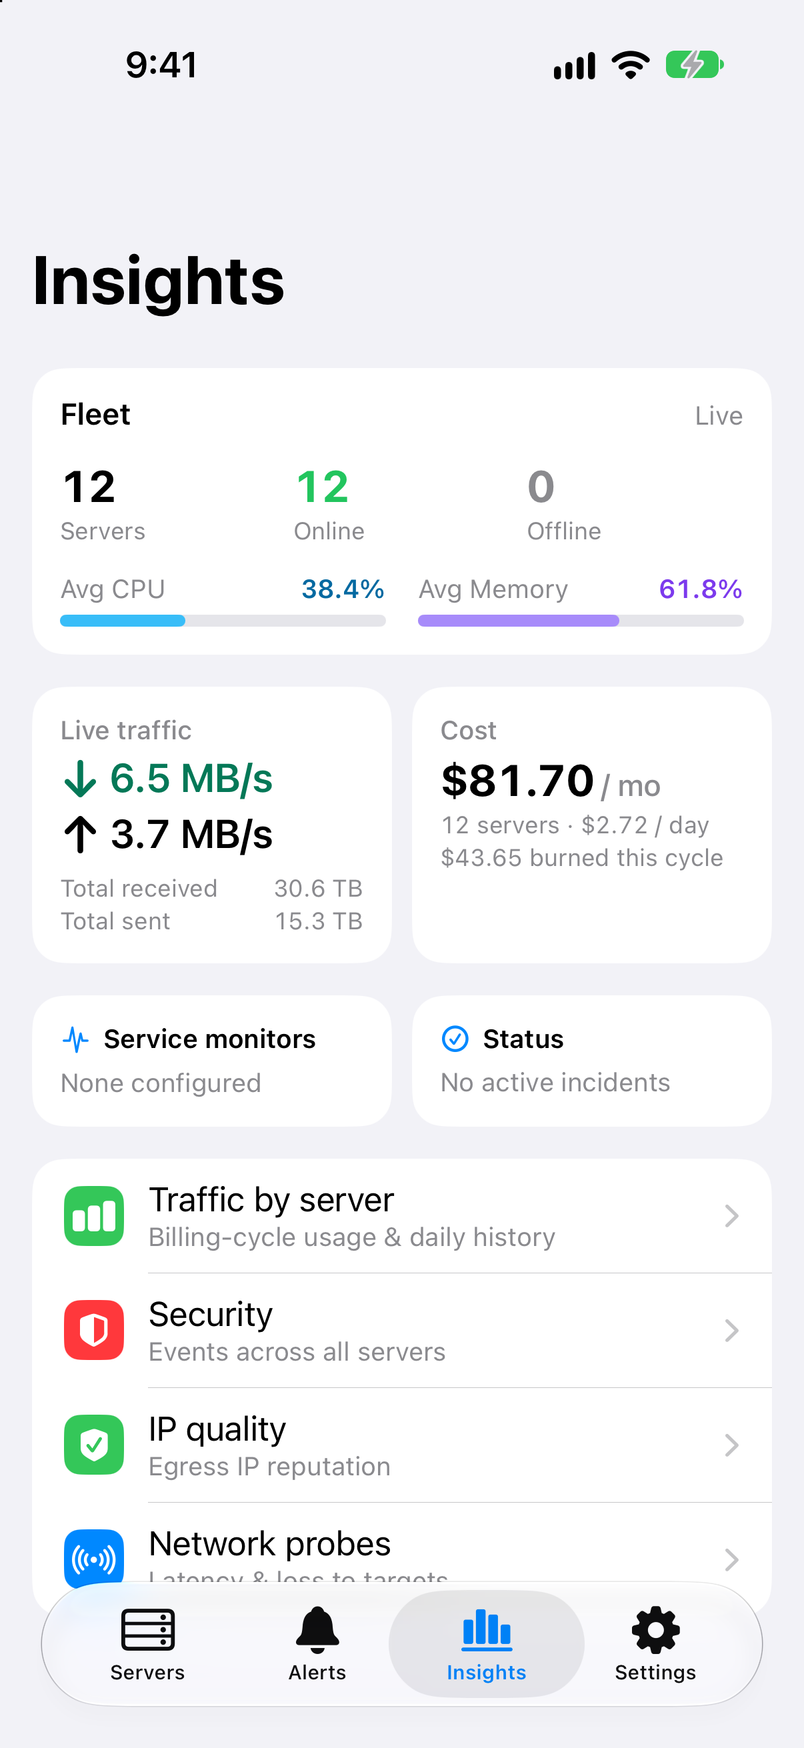 9:41
Insights
Fleet
Live
12
12
0
Servers
Online
Offline
Avg CPU
38.4%
Avg Memory
61.8%
Live traffic
↓ 6.5 MB/s
↑ 3.7 MB/s
Total received
30.6 TB
Total sent
15.3 TB
Cost
$81.70 / mo
12 servers · $2.72 / day
$43.65 burned this cycle
Service monitors
None configured
Status
No active incidents
Traffic by server
Billing-cycle usage & daily history
Security
Events across all servers
IP quality
Egress IP reputation
Network probes
Latency & loss to targets
Servers
Alerts
Insights
Settings